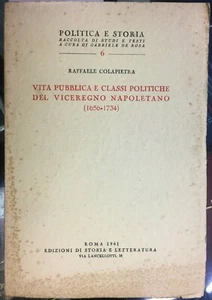 POLITICA E STORIA
RACCOLTA DI STUDI E TESTI
A CURA DI GABRIELE DE ROSA
6
RAFFAELE COLAPIETRA
VITA PUBBLICA E CLASSI POLITICHE
DEL VICEREGNO NAPOLETANO
(1656-1734)
ROMA 1961
EDIZIONI DI STORIA E LETTERATURA
VIA LANCELLOTTI, 18